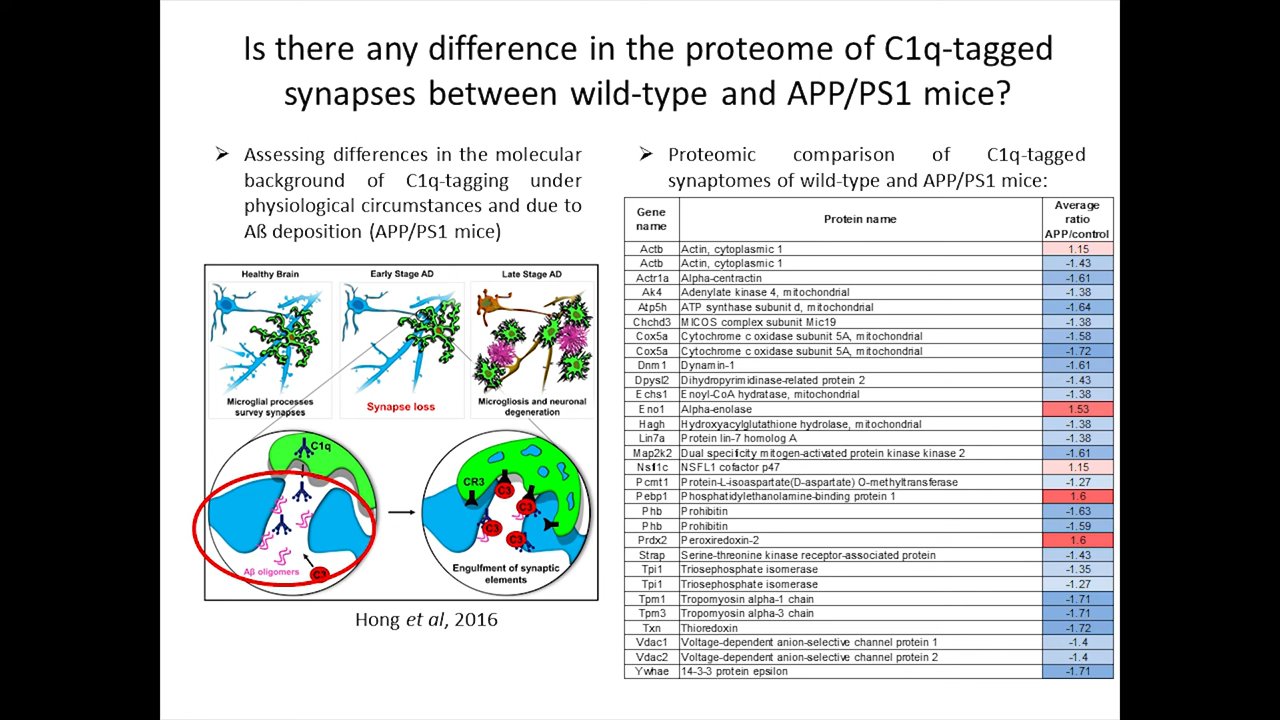 Is there any difference in the proteome of C1q-tagged
synapses between wild-type and APP/PS1 mice?
➢ Assessing differences in the molecular
background of C1q-tagging under
physiological circumstances and due to
Aß deposition (APP/PS1 mice)
Healthy Brain
Early Stage AD
Late Stage AD
Microglial processes
survey synapses
Synapse loss
Microgliosis and neuronal
degeneration
C1q
Aβ oligomers
C3
CR3
C3
C3
C3
C3
Engulfment of synaptic
elements
Hong et al, 2016
➢ Proteomic comparison of C1q-tagged
synaptomes of wild-type and APP/PS1 mice:
Gene name Protein name Average ratio APP/control
Actb Actin, cytoplasmic 1 1.15
Actb Actin, cytoplasmic 1 -1.43
Actr1a Alpha-centractin -1.61
Ak4 Adenylate kinase 4, mitochondrial -1.38
Atp5h ATP synthase subunit d, mitochondrial -1.64
Chchd3 MICOS complex subunit Mic19 -1.38
Cox5a Cytochrome c oxidase subunit 5A, mitochondrial -1.58
Cox5a Cytochrome c oxidase subunit 5A, mitochondrial -1.72
Dnm1 Dynamin-1 -1.61
Dpysl2 Dihydropyrimidinase-related protein 2 -1.43
Echs1 Enoyl-CoA hydratase, mitochondrial -1.38
Eno1 Alpha-enolase 1.53
Hagh Hydroxyacylglutathione hydrolase, mitochondrial -1.38
Lin7a Protein lin-7 homolog A -1.38
Map2k2 Dual specificity mitogen-activated protein kinase kinase 2 -1.61
Nsfl1c NSFL1 cofactor p47 1.15
Pcmt1 Protein-L-isoaspartate(D-aspartate) O-methyltransferase -1.27
Pebp1 Phosphatidylethanolamine-binding protein 1 1.6
Phb Prohibitin -1.63
Phb Prohibitin -1.59
Prdx2 Peroxiredoxin-2 1.6
Strap Serine-threonine kinase receptor-associated protein -1.43
Tpi1 Triosephosphate isomerase -1.35
Tpi1 Triosephosphate isomerase -1.27
Tpm1 Tropomyosin alpha-1 chain -1.71
Tpm3 Tropomyosin alpha-3 chain -1.71
Txn Thioredoxin -1.72
Vdac1 Voltage-dependent anion-selective channel protein 1 -1.4
Vdac2 Voltage-dependent anion-selective channel protein 2 -1.4
Ywhae 14-3-3 protein epsilon -1.71